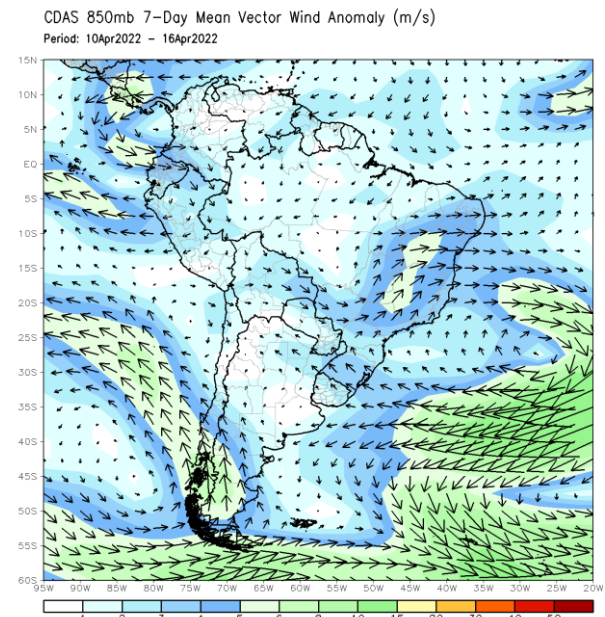 CDAS 850mb 7-Day Mean Vector Wind Anomaly (m/s)
Period: 10Apr2022 - 16Apr2022
15N
10N
5N
EQ
5S
10S
15S
20S
25S
30S
35S
40S
45S
50S
55S
60S
95W 90W 85W 80W 75W 70W 65W 60W 55W 50W 45W 40W 35W 30W 25W 20W